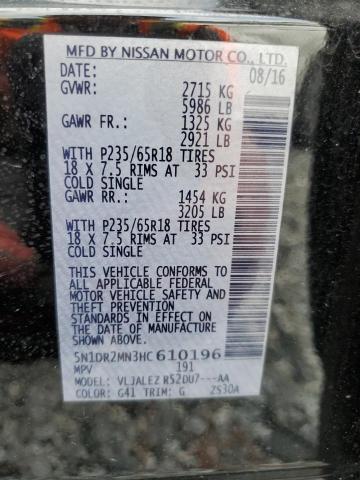 MFD BY NISSAN MOTOR CO., LTD.
DATE: 08/16
GVWR: 2715 KG
5986 LB
GAWR FR: 1325 KG
2921 LB
WITH P235/65R18 TIRES
18 X 7.5 RIMS AT 33 PSI
COLD SINGLE
GAWR RR: 1454 KG
3205 LB
WITH P235/65R18 TIRES
18 X 7.5 RIMS AT 33 PSI
COLD SINGLE
THIS VEHICLE CONFORMS TO
ALL APPLICABLE FEDERAL
MOTOR VEHICLE SAFETY
AND THEFT PREVENTION
STANDARDS IN EFFECT ON
THE DATE OF MANUFACTURE
SHOWN ABOVE.
5N1DR2MN3HC610196
MPV 191
MODEL: VLJALEZ R52DU7---AA
COLOR: G41 TRIM: G ZS30A